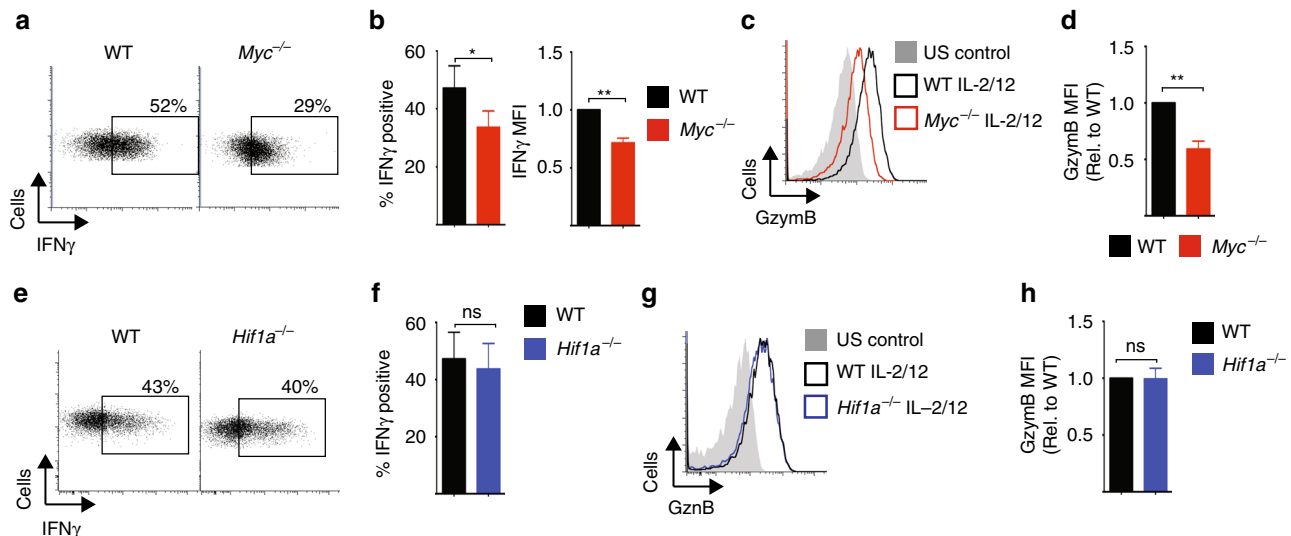 a
WT
Myc–/–
52%
29%
Cells
IFNγ
b
60
40
20
% IFNγ positive
*
1.5
1.0
0.5
IFNγ MFI
**
WT
Myc–/–
c
US control
WT IL-2/12
Myc–/– IL-2/12
Cells
GzymB
d
1.5
1.0
0.5
GzymB MFI
(Rel. to WT)
**
WT
Myc–/–
e
WT
Hif1a–/–
43%
40%
Cells
IFNγ
f
60
40
20
% IFNγ positive
ns
WT
Hif1a–/–
g
US control
WT IL-2/12
Hif1a–/– IL–2/12
Cells
GznB
h
1.5
1.0
0.5
GzymB MFI
(Rel. to WT)
ns
WT
Hif1a–/–